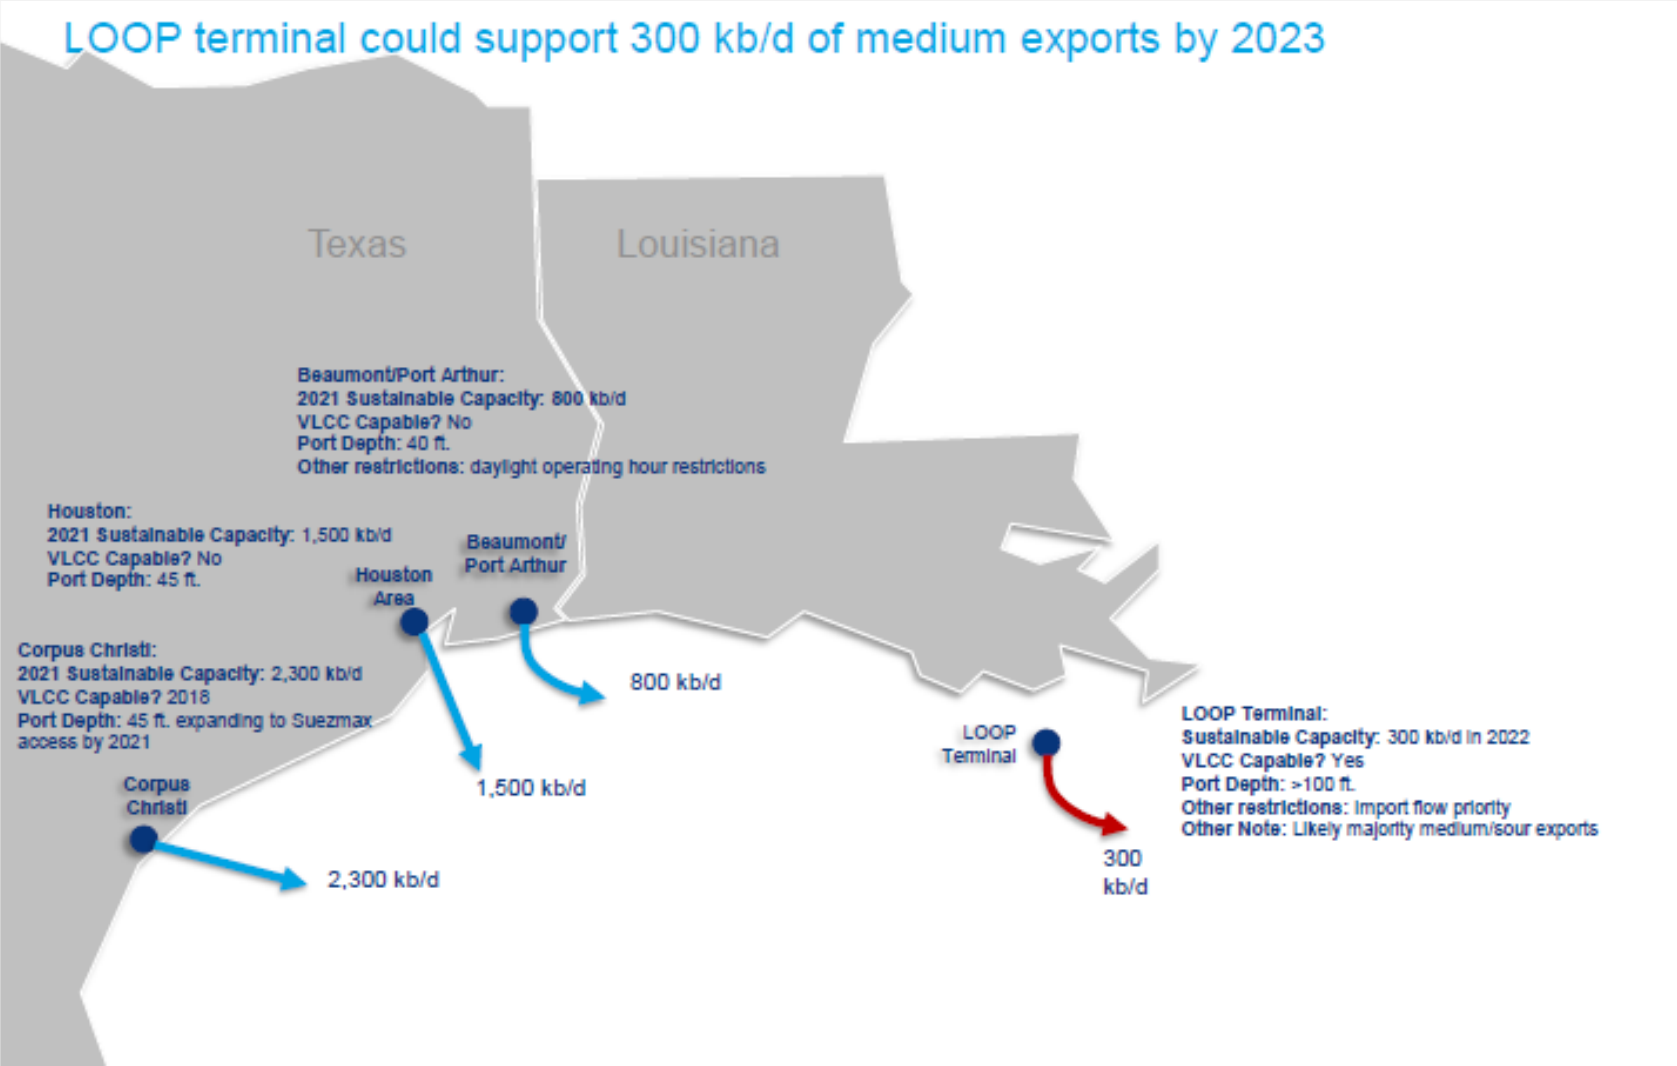 LOOP terminal could support 300 kb/d of medium exports by 2023
Texas
Louisiana
Beaumont/Port Arthur:
2021 Sustainable Capacity: 800 kb/d
VLCC Capable? No
Port Depth: 40 ft.
Other restrictions: daylight operating hour restrictions
Houston:
2021 Sustainable Capacity: 1,500 kb/d
VLCC Capable? No
Port Depth: 45 ft.
Beaumont/
Port Arthur
Houston
Area
Corpus Christi:
2021 Sustainable Capacity: 2,300 kb/d
VLCC Capable? 2018
Port Depth: 45 ft. expanding to Suezmax
access by 2021
800 kb/d
LOOP
Terminal
LOOP Terminal:
Sustainable Capacity: 300 kb/d in 2022
VLCC Capable? Yes
Port Depth: >100 ft.
Other restrictions: Import flow priority
Other Note: Likely majority medium/sour exports
Corpus
Christi
1,500 kb/d
2,300 kb/d
300
kb/d